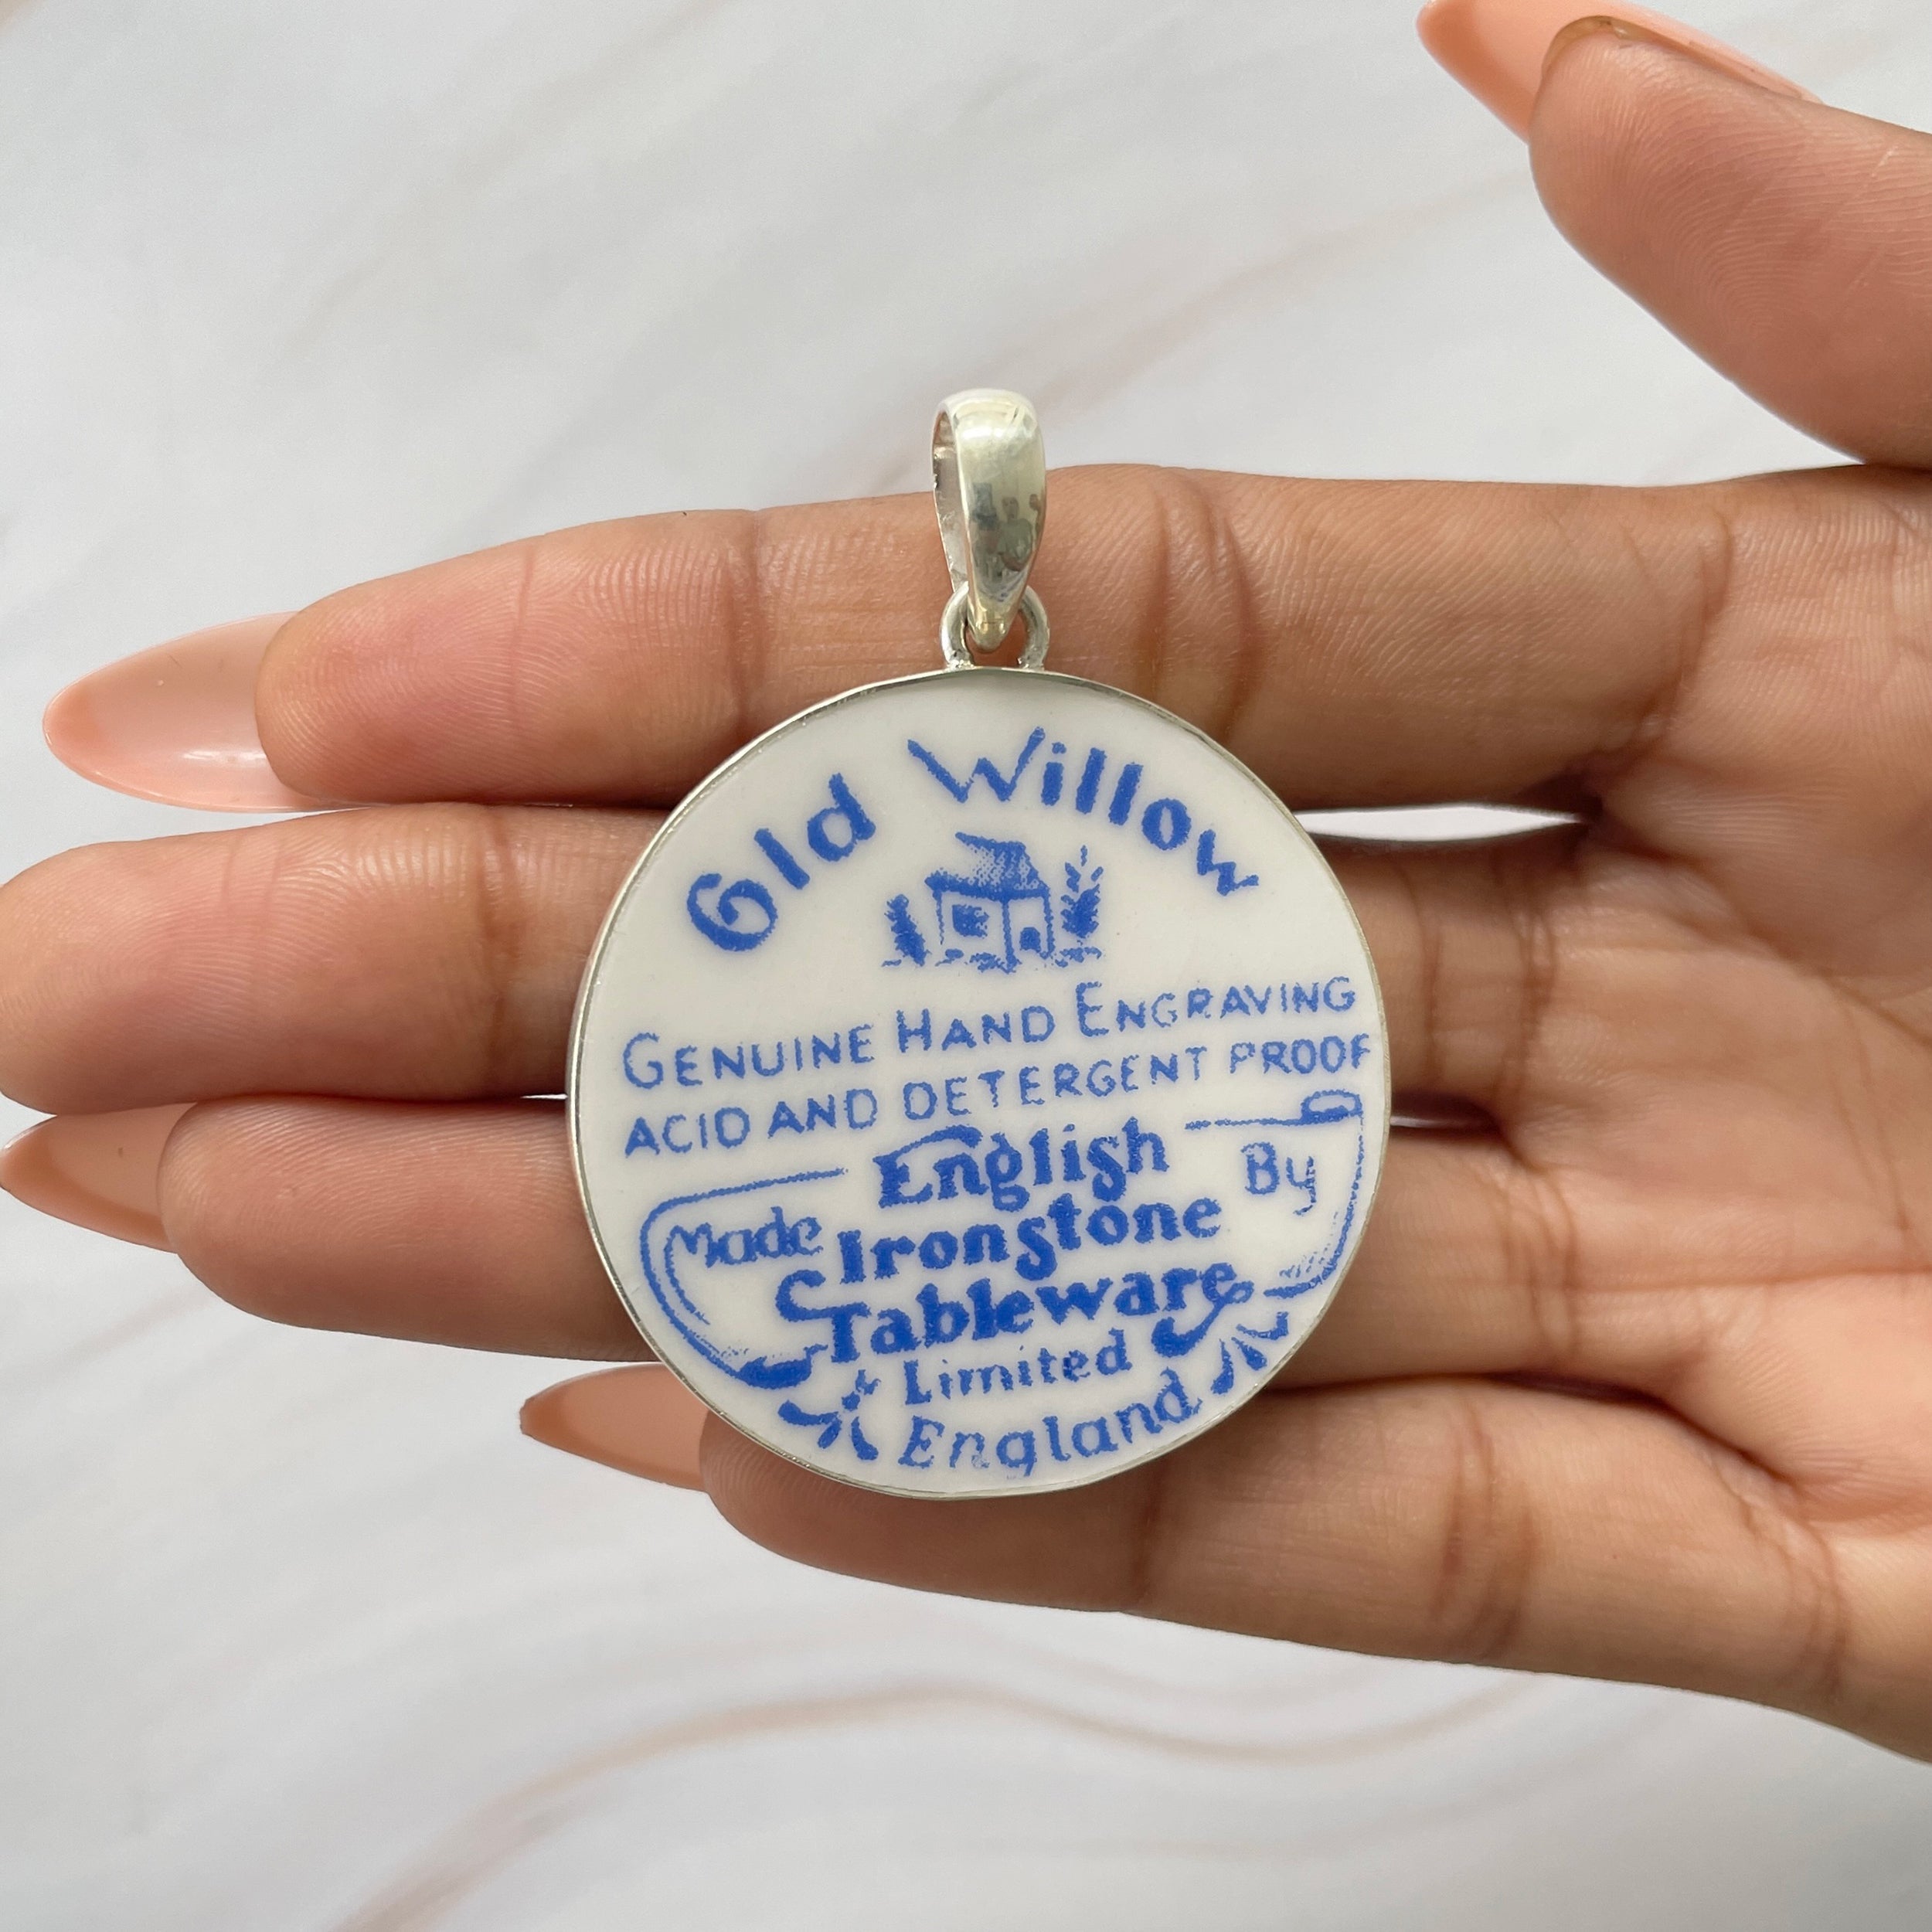 Old Willow
GENUINE HAND ENGRAVING
ACID AND DETERGENT PROOF
Made English By
Ironstone
Tableware
Limited
England